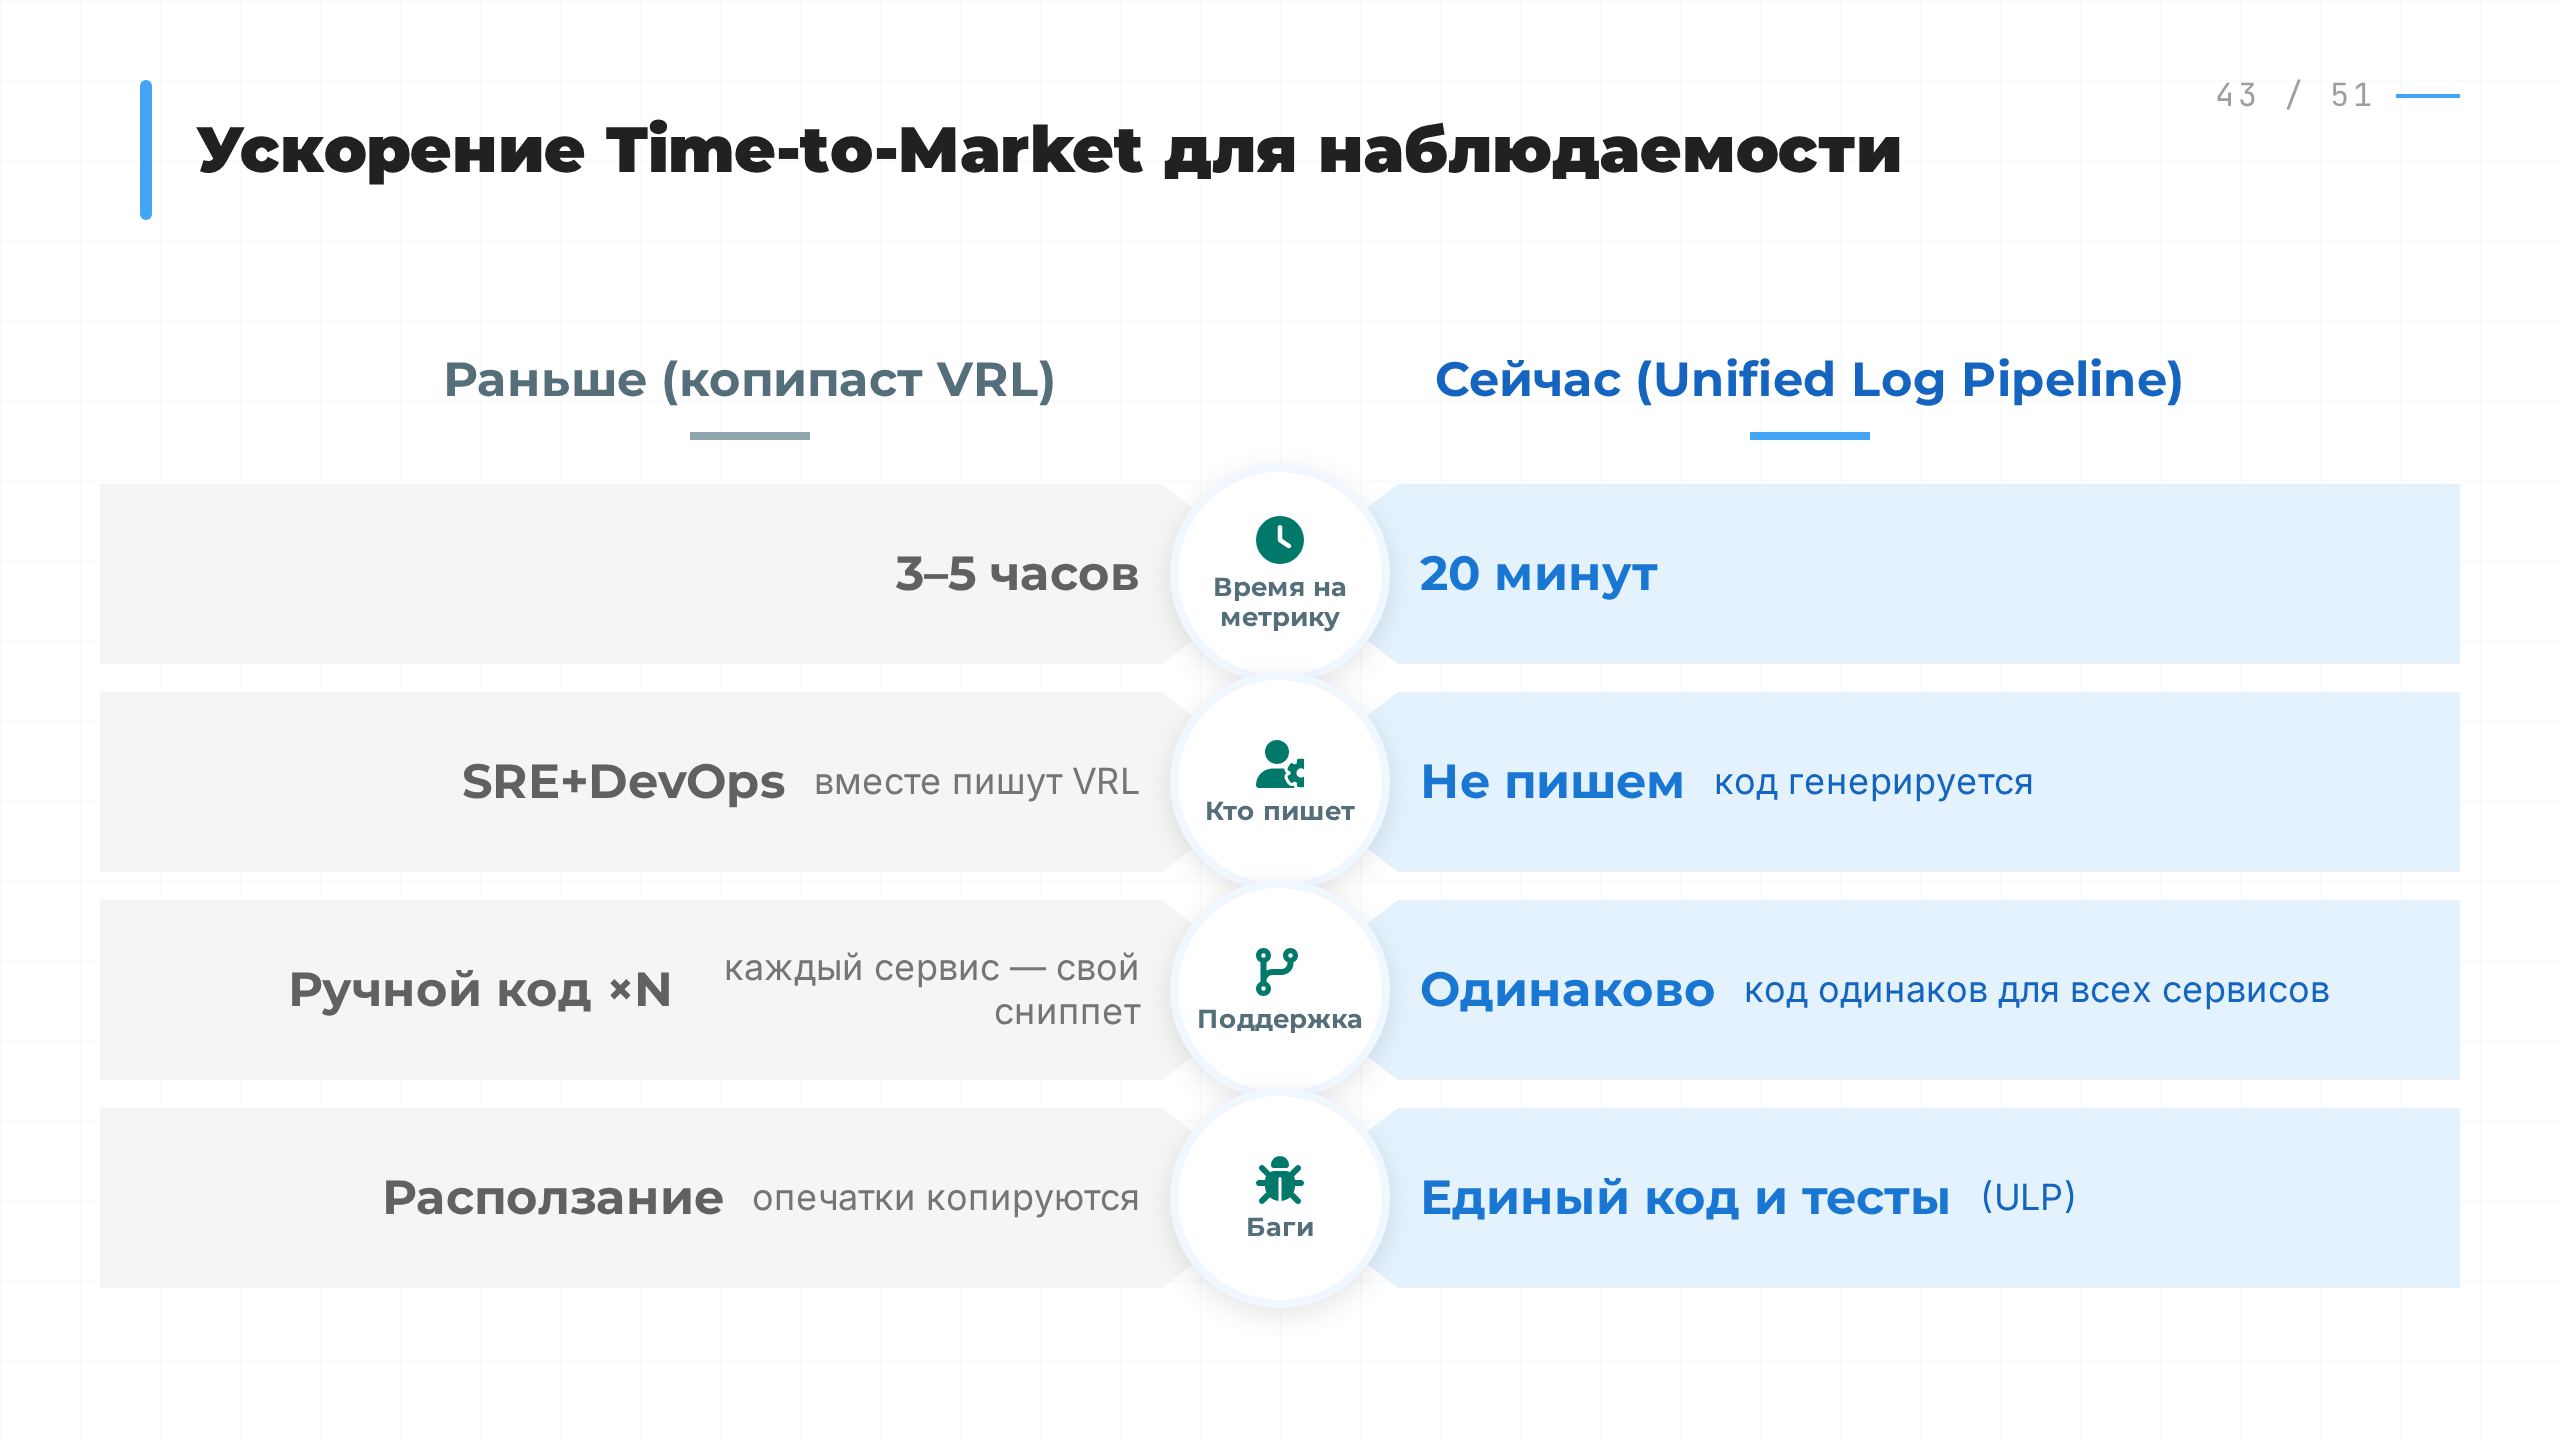 43 / 51
Ускорение Time-to-Market для наблюдаемости
Раньше (копипаст VRL)
Сейчас (Unified Log Pipeline)
3–5 часов
Время на
метрику
20 минут
SRE+DevOps вместе пишут VRL
Кто пишет
Не пишем код генерируется
Ручной код ×N каждый сервис — свой
сниппет
Поддержка
Одинаково код одинаков для всех сервисов
Расползание опечатки копируются
Баги
Единый код и тесты (ULP)